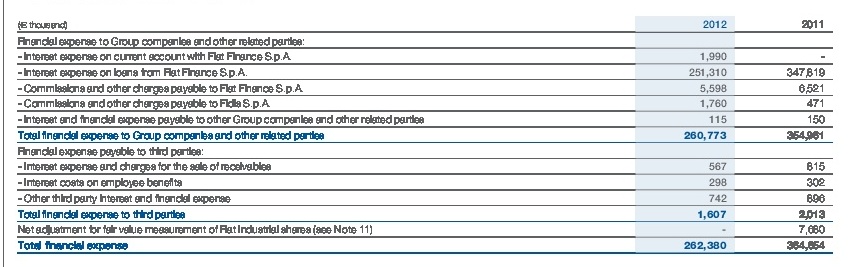 (€ thousand) 2012 2011
Financial expense to Group companies and other related parties:
- Interest expense on current account with Fiat Finance S.p.A. 1,990 -
- Interest expense on loans from Fiat Finance S.p.A. 251,310 347,819
- Commissions and other charges payable to Fiat Finance S.p.A. 5,598 6,521
- Commissions and other charges payable to Fidis S.p.A. 1,760 471
- Interest and financial expense payable to other Group companies and other related parties 115 150
Total financial expense to Group companies and other related parties 260,773 354,961
Financial expense payable to third parties:
- Interest expense and charges for the sale of receivables 567 815
- Interest costs on employee benefits 298 302
- Other third party interest and financial expense 742 896
Total financial expense to third parties 1,607 2,013
Net adjustment for fair value measurement of Fiat Industrial shares (see Note 11) - 7,680
Total financial expense 262,380 364,654